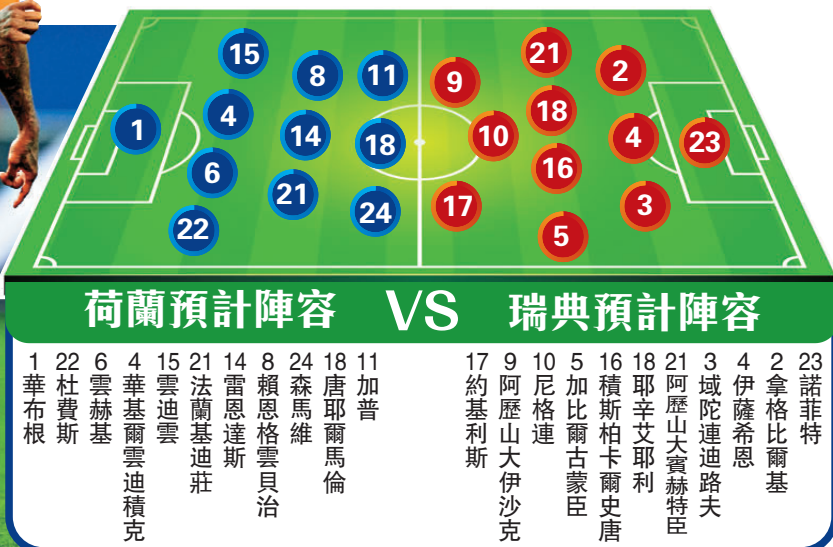 15
8
11
1
4
14
18
6
21
24
22
9
21
2
10
18
4
23
16
17
3
5
荷蘭預計陣容 VS 瑞典預計陣容
1 華布根
22 杜費斯
6 雲赫基
4 華基爾雲迪積克
15 雲迪雲
21 法蘭基迪莊
14 雷恩達斯
8 賴恩格雲貝治
24 森馬維
18 唐耶爾馬倫
11 加普
17 約基利斯
9 阿歷山大伊沙克
10 尼格連
5 加比爾古蒙臣
16 積斯柏卡爾史唐
18 耶辛艾耶利
21 阿歷山大賓赫特臣
3 域陀連迪路夫
4 伊薩希恩
2 拿格比爾基
23 諾菲特